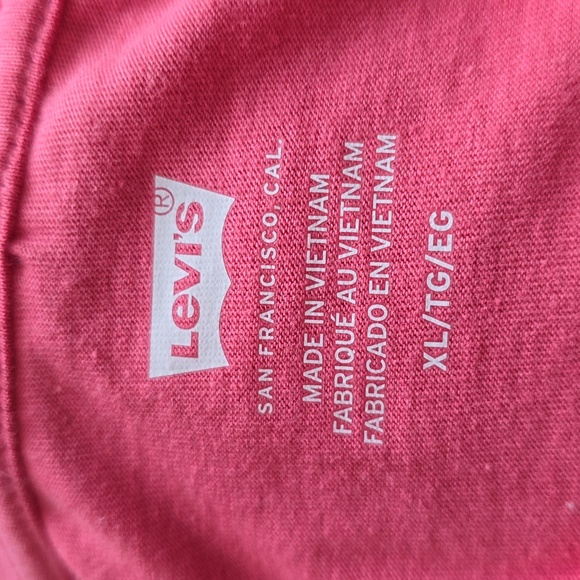 Levi's®
SAN FRANCISCO, CAL.
MADE IN VIETNAM
FABRIQUÉ AU VIETNAM
FABRICADO EN VIETNAM
XL/TG/EG